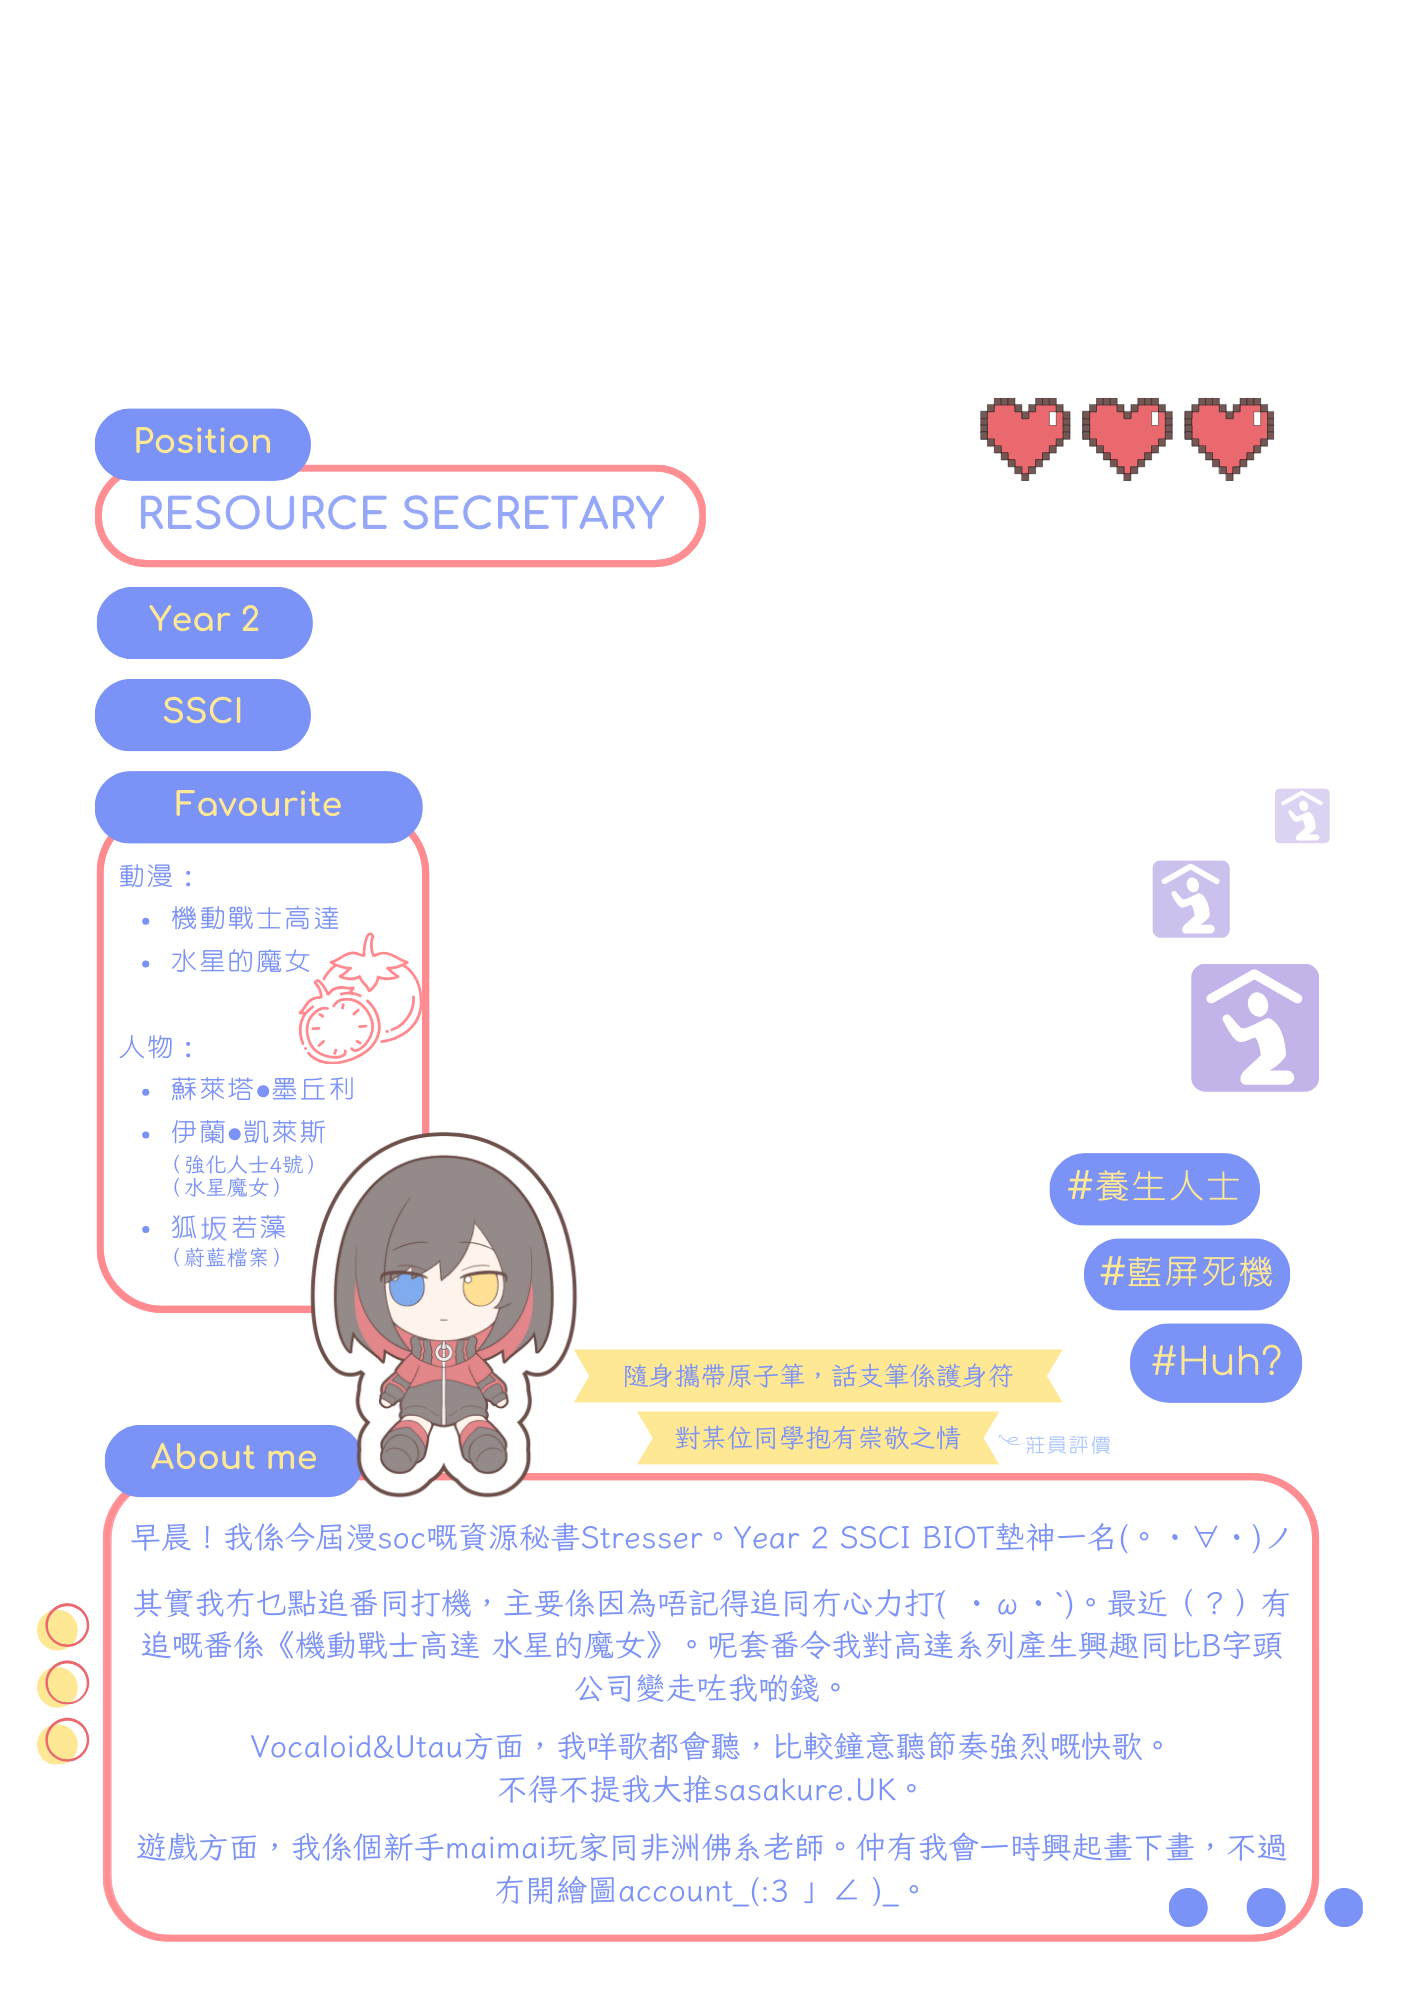 Position
RESOURCE SECRETARY
Year 2
SSCI
Favourite
動漫：
• 機動戰士高達
• 水星的魔女
人物：
• 蘇萊塔●墨丘利
• 伊蘭●凱萊斯
（強化人士4號）
（水星魔女）
• 狐坂若藻
（蔚藍檔案）
#養生人士
#藍屏死機
#Huh?
隨身攜帶原子筆，話支筆係護身符
對某位同學抱有崇敬之情
莊員評價
About me
早晨！我係今屆漫soc嘅資源秘書Stresser。Year 2 SSCI BIOT墊神一名(。・∀・)ノ
其實我冇乜點追番同打機，主要係因為唔記得追同冇心力打( ・ω・`)。最近（？）有
追嘅番係《機動戰士高達 水星的魔女》。呢套番令我對高達系列產生興趣同比B字頭
公司變走咗我啲錢。
Vocaloid&Utau方面，我咩歌都會聽，比較鐘意聽節奏強烈嘅快歌。
不得不提我大推sasakure.UK。
遊戲方面，我係個新手maimai玩家同非洲佛系老師。仲有我會一時興起畫下畫，不過
冇開繪圖account_(:3 」∠ )_。